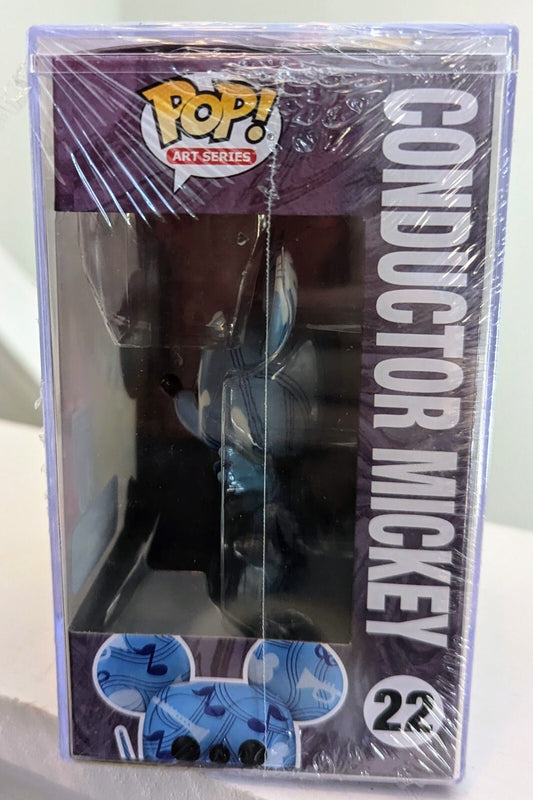 POP!
ART SERIES
CONDUCTOR MICKEY
22